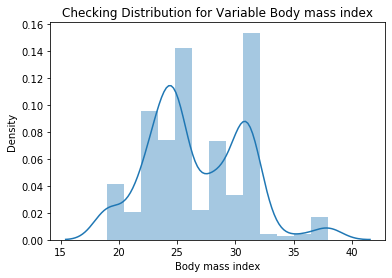 Checking Distribution for Variable Body mass index
0.16
0.14
0.12
0.10
0.08
0.06
0.04
0.02
0.00
Density
15 20 25 30 35 40
Body mass index